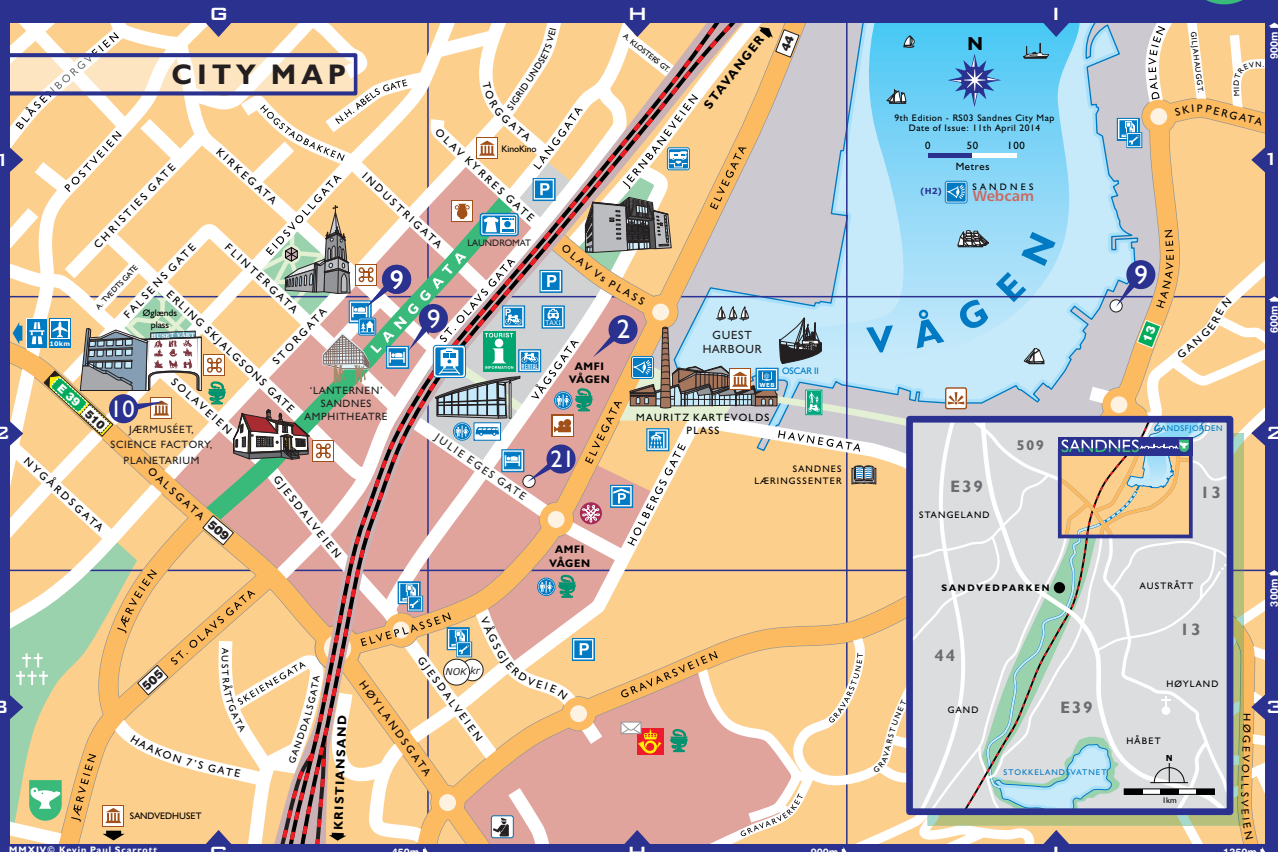 G
H
I
CITY MAP
BLÅSENBORGVEIEN
POSTVEIEN
CHRISTIES GATE
KIRKEGATA
HOGSTADBAKKEN
N.H. ABELS GATE
TORGGATA
SIGRID UNDSETS VEI
A. KLOSTERS GT.
STAVANGER
44
LANGGATA
OLAV KYRRES GATE
KinoKino
P
JERNBANEVEIEN
ELVEGATA
INDUSTRIGATA
EIDSVOLLGATA
FLINTERGATA
LAUNDROMAT
OLAV Vs PLASS
N
9th Edition - RS03 Sandnes City Map
Date of Issue: 11th April 2014
0 50 100
Metres
(H2) SANDNES
Webcam
VÅGEN
DALEVEIEN
GILJAHAUGGT.
MIDTREVN.
SKIPPERGATA
HANAVEIEN
GANGEREN
13
900m
1
1
A. TVEDTS GATE
FALSENS GATE
ERLING SKJALGSSONS GATE
Øglænds
plass
10km
STORGATA
LANGGATA
ST. OLAVS GATA
9
9
9
P
TAXI
TOURIST
INFORMATION
VÅGSGATA
2
AMFI
VÅGEN
GUEST
HARBOUR
OSCAR II
WEB
MAURITZ KARTEVOLDS
PLASS
HAVNEGATA
SANDNES
LÆRINGSSENTER
600m
E 39
510
10
JÆRMUSÉET,
SCIENCE FACTORY,
PLANETARIUM
SOLAVEIEN
'LANTERNEN'
SANDNES
AMPHITHEATRE
JULIE EGES GATE
21
ELVEGATA
HOLBERGS GATE
P
2
2
NYGÅRDSGATA
OALSGATA
509
GJESDALVEIEN
AMFI
VÅGEN
JÆRVEIEN
ST. OLAVS GATA
505
ELVEPLASSEN
VÅGSGJERDVEIEN
GJESDALVEIEN
NOK kr
P
GRAVARSVEIEN
AUSTRÅTTGATA
SKEIENEGATA
GANDDALSGATA
HØYLANDSGATA
HAAKON 7'S GATE
KRISTIANSAND
JÆRVEIEN
SANDVEDHUSET
GRAVARSTUNET
GRAVARSTUNET
GRAVARVERKET
300m
3
3
HØGEVOLLSVEIEN
GANDSFJORDEN
SANDNES
509
E39
13
STANGELAND
SANDVEDPARKEN
AUSTRÅTT
13
44
HØYLAND
GAND
E39
HÅBET
STOKKELANDSVATNET
N
1km
MMXIV© Kevin Paul Scarrott
G
450m
H
900m
I
1350m